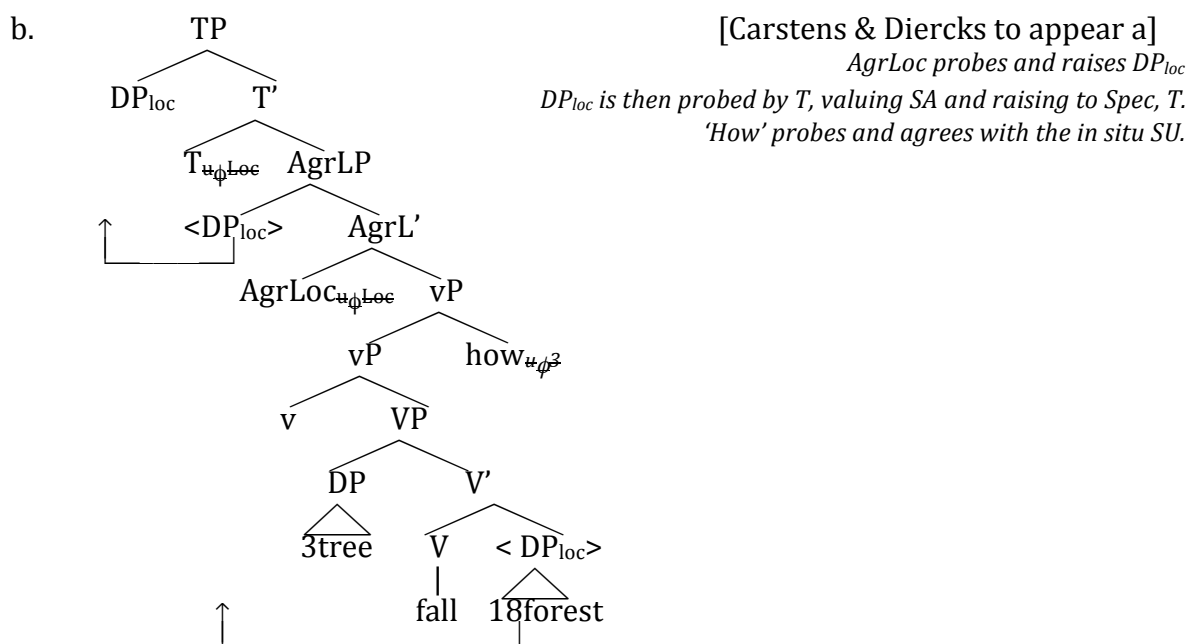 b. TP [Carstens & Diercks to appear a]
AgrLoc probes and raises DPloc
DPloc T’ DPloc is then probed by T, valuing SA and raising to Spec, T.
‘How’ probes and agrees with the in situ SU.
TuϕLoc AgrLP
<DPloc> AgrL’
AgrLocuϕLoc vP
vP howuϕ3
v VP
DP V’
3tree V < DPloc>
fall 18forest